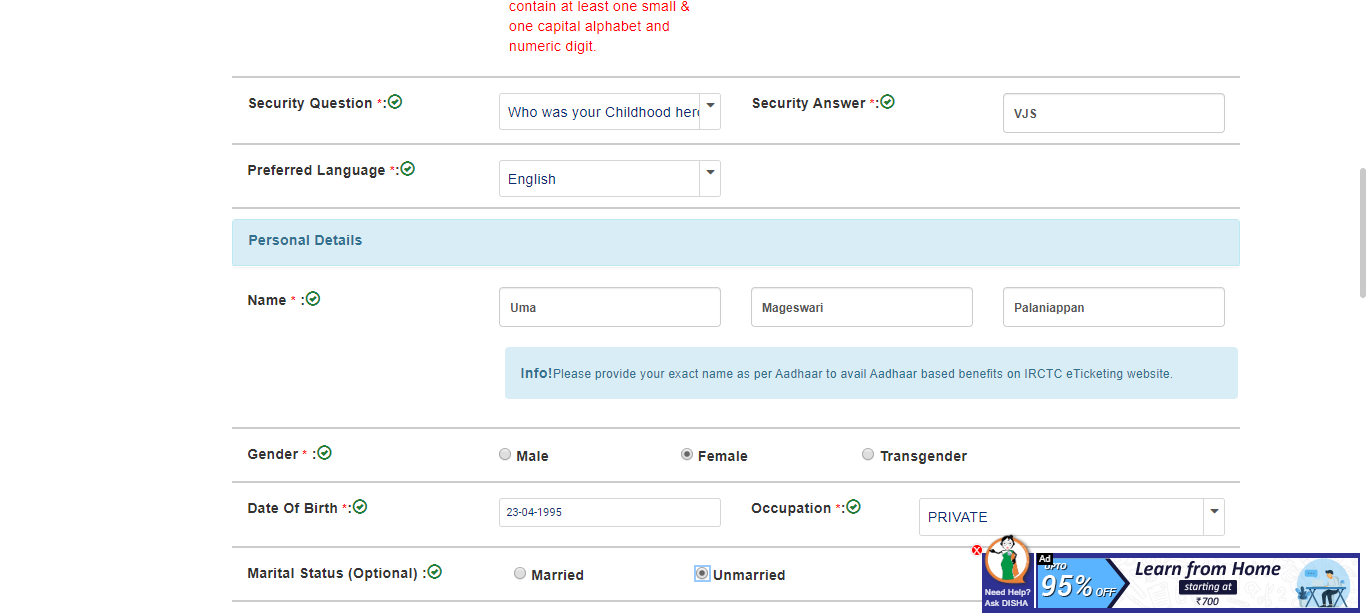 contain at least one small &
one capital alphabet and
numeric digit.
Security Question *:
Who was your Childhood hero
Security Answer *:
VJS
Preferred Language *:
English
Personal Details
Name * :
Uma
Mageswari
Palaniappan
Info!Please provide your exact name as per Aadhaar to avail Aadhaar based benefits on IRCTC eTicketing website.
Gender * :
Male
Female
Transgender
Date Of Birth *:
23-04-1995
Occupation *:
PRIVATE
Marital Status (Optional) :
Married
Unmarried
X
Need Help?
Ask DISHA
Ad
UPTO
95% OFF
Learn from Home
starting at
₹700